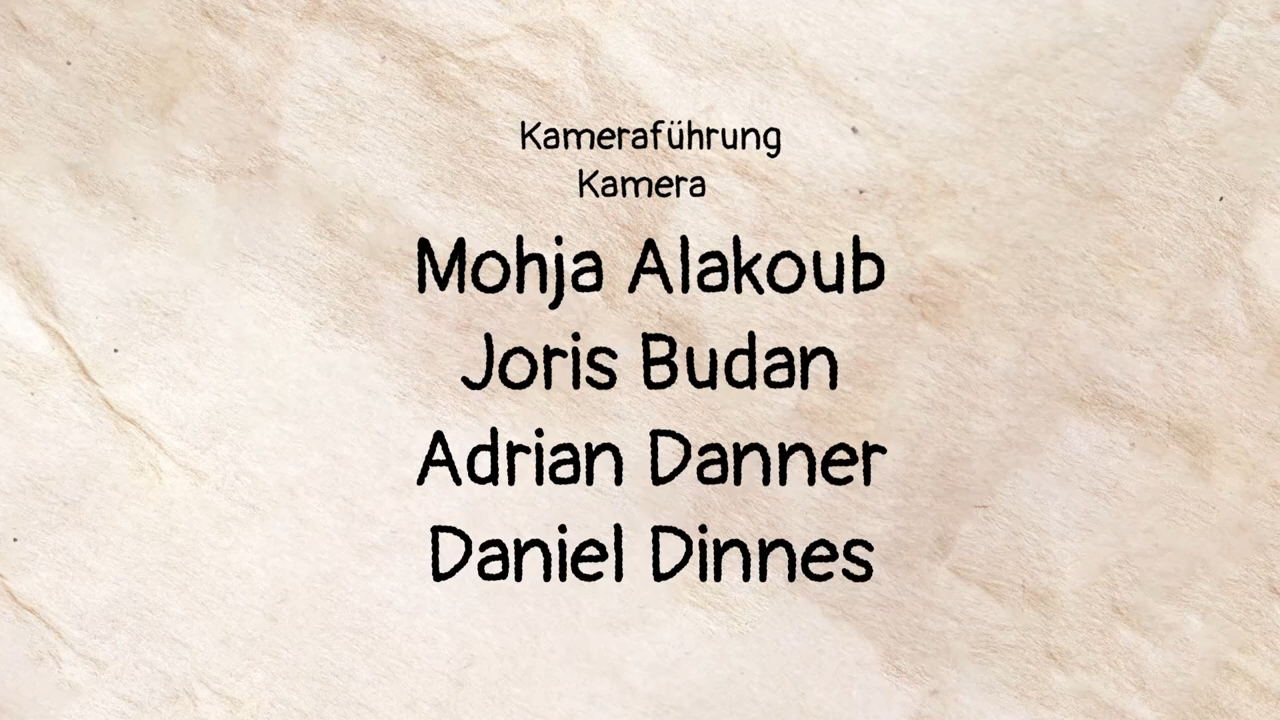 Kameraführung
Kamera
Mohja Alakoub
Joris Budan
Adrian Danner
Daniel Dinnes